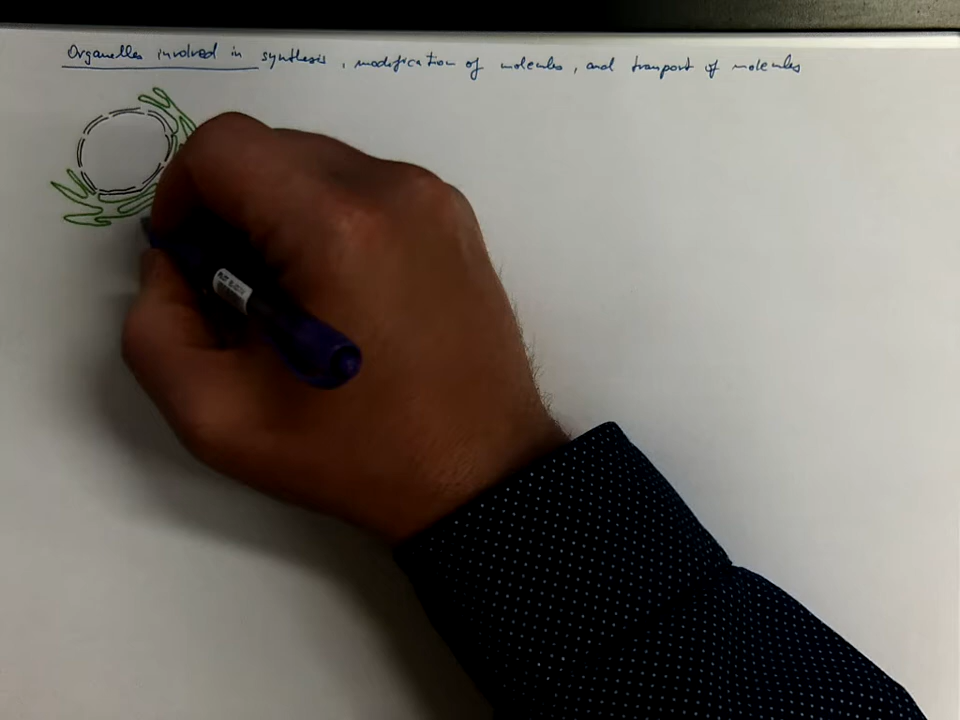 Organelles involved in synthesis, modification of molecules, and transport of molecules